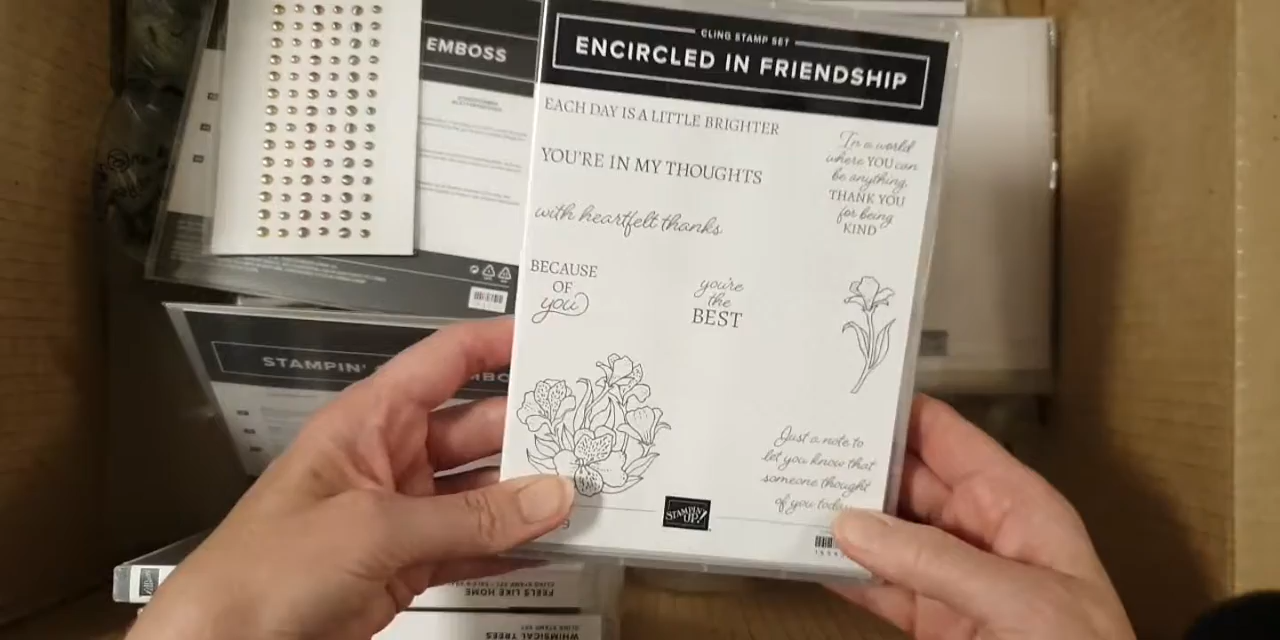 EMBOSS
CLING STAMP SET
ENCIRCLED IN FRIENDSHIP
EACH DAY IS A LITTLE BRIGHTER
YOU'RE IN MY THOUGHTS
with heartfelt thanks
In a world
where YOU can
be anything,
THANK YOU
for being
KIND
BECAUSE
OF
you
you're
the
BEST
Just a note to
let you know that
someone thought
of you today
STAMPIN' UP!
STAMPIN'
FEELS LIKE HOME
CLING STAMP SET
WHIMSICAL TREES